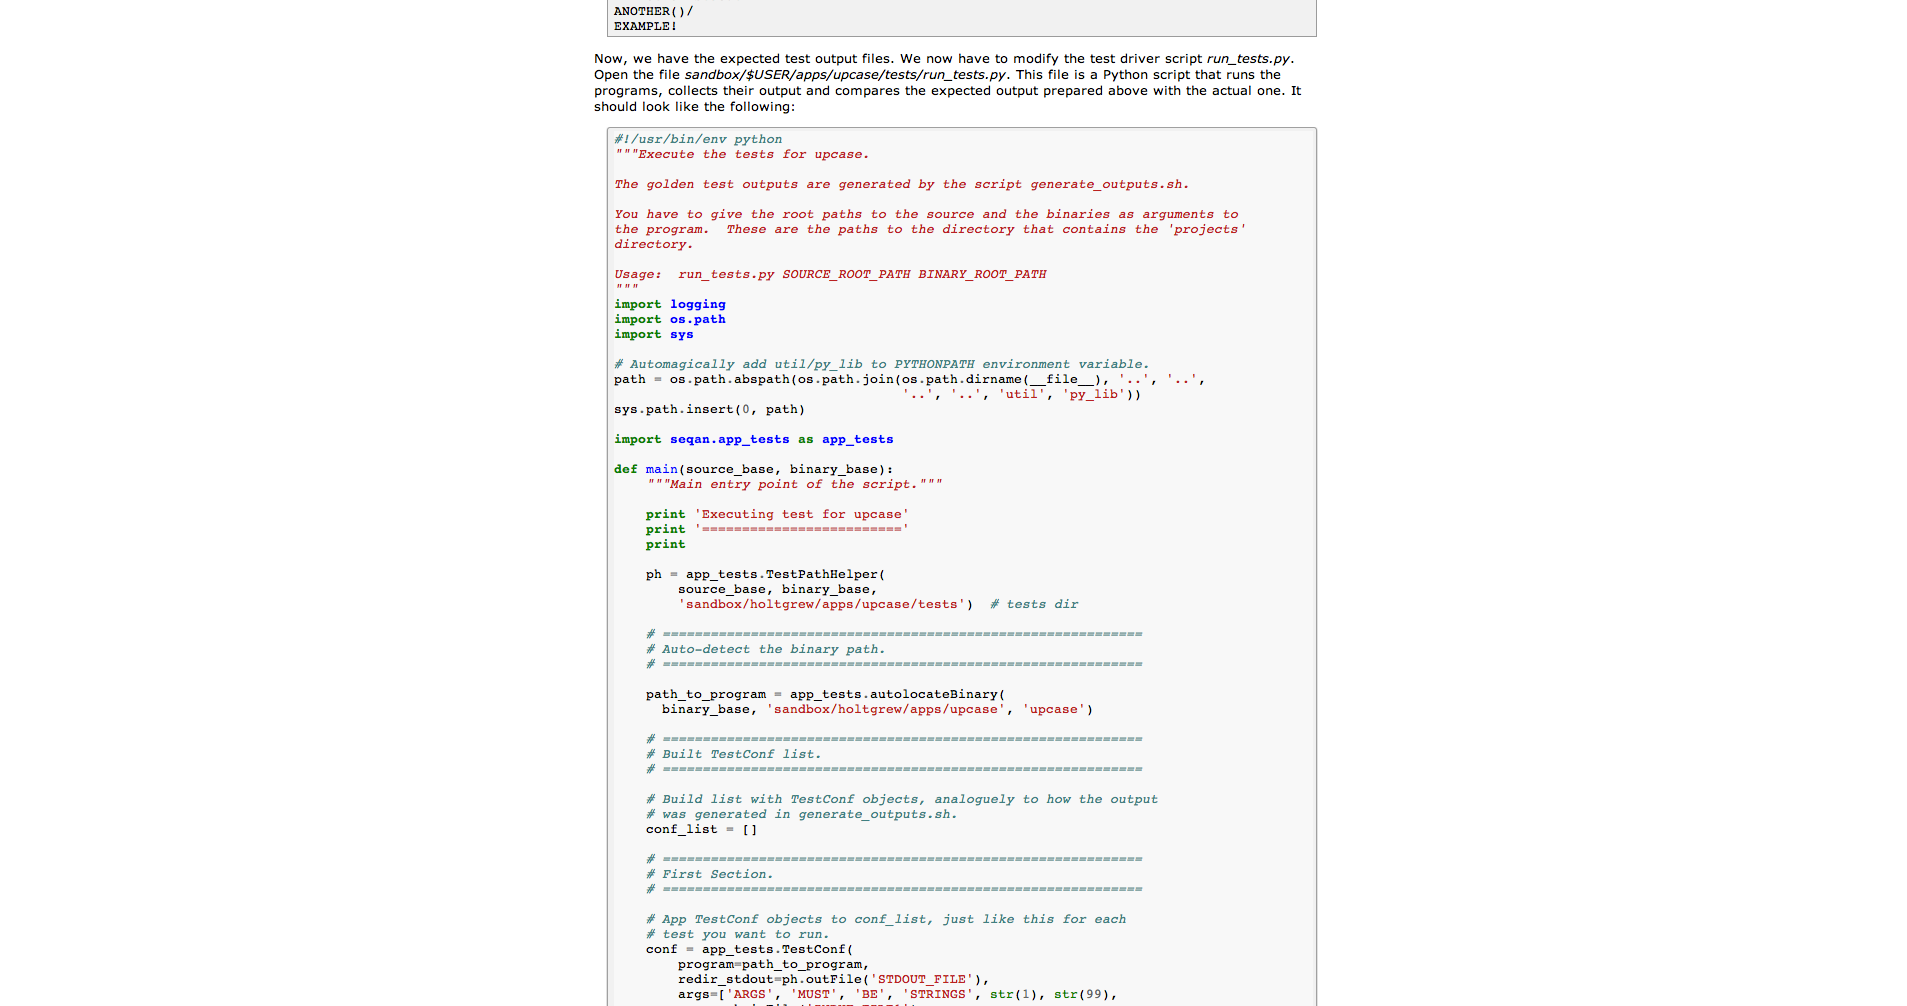 ANOTHER()/
EXAMPLE!
Now, we have the expected test output files. We now have to modify the test driver script run_tests.py.
Open the file sandbox/$USER/apps/upcase/tests/run_tests.py. This file is a Python script that runs the
programs, collects their output and compares the expected output prepared above with the actual one. It
should look like the following:
#!/usr/bin/env python
"""Execute the tests for upcase.
The golden test outputs are generated by the script generate_outputs.sh.
You have to give the root paths to the source and the binaries as arguments to
the program.  These are the paths to the directory that contains the 'projects'
directory.
Usage:  run_tests.py SOURCE_ROOT_PATH BINARY_ROOT_PATH
"""
import logging
import os.path
import sys
# Automagically add util/py_lib to PYTHONPATH environment variable.
path = os.path.abspath(os.path.join(os.path.dirname(__file__), '..', '..',
                                    '..', '..', 'util', 'py_lib'))
sys.path.insert(0, path)
import seqan.app_tests as app_tests
def main(source_base, binary_base):
    """Main entry point of the script."""
    print 'Executing test for upcase'
    print '========================='
    print
    ph = app_tests.TestPathHelper(
        source_base, binary_base,
        'sandbox/holtgrew/apps/upcase/tests')  # tests dir
    # ============================================================
    # Auto-detect the binary path.
    # ============================================================
    path_to_program = app_tests.autolocateBinary(
      binary_base, 'sandbox/holtgrew/apps/upcase', 'upcase')
    # ============================================================
    # Built TestConf list.
    # ============================================================
    # Build list with TestConf objects, analoguely to how the output
    # was generated in generate_outputs.sh.
    conf_list = []
    # ============================================================
    # First Section.
    # ============================================================
    # App TestConf objects to conf_list, just like this for each
    # test you want to run.
    conf = app_tests.TestConf(
        program=path_to_program,
        redir_stdout=ph.outFile('STDOUT_FILE'),
        args=['ARGS', 'MUST', 'BE', 'STRINGS', str(1), str(99),